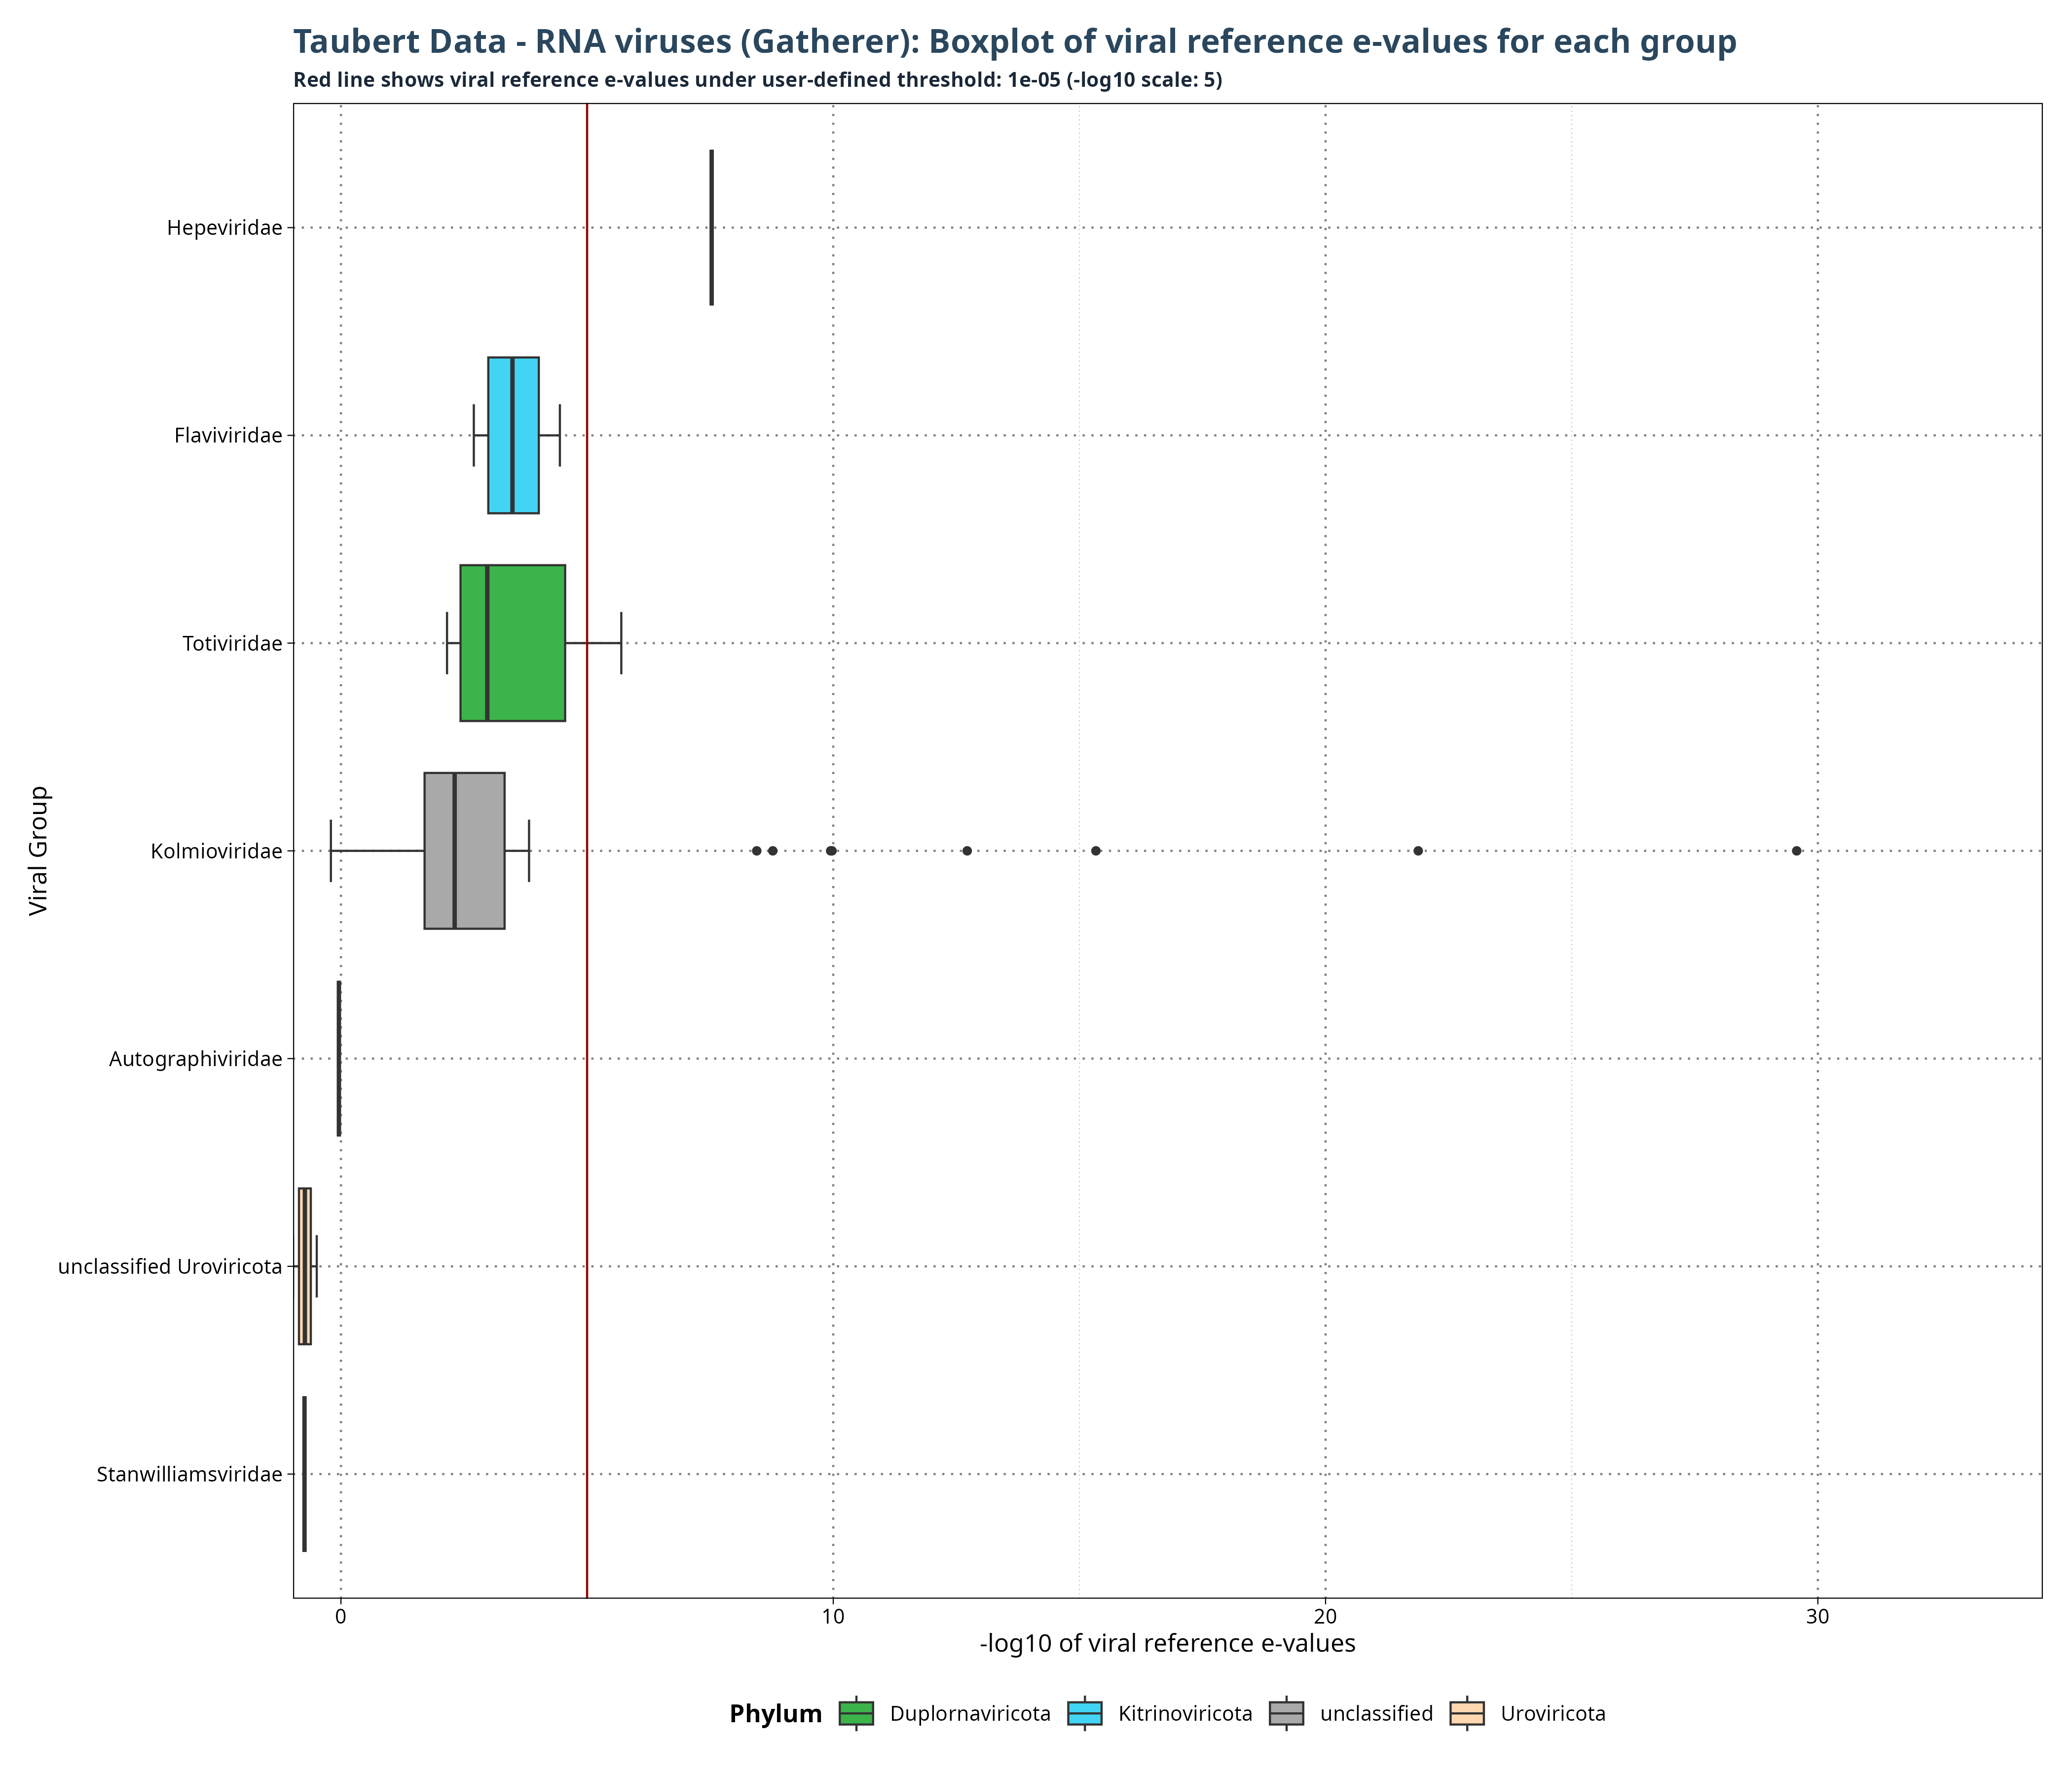 Taubert Data - RNA viruses (Gatherer): Boxplot of viral reference e-values for each group
Red line shows viral reference e-values under user-defined threshold: 1e-05 (-log10 scale: 5)
Viral Group
Hepeviridae
Flaviviridae
Totiviridae
Kolmioviridae
Autographiviridae
unclassified Uroviricota
Stanwilliamsviridae
0 10 20 30
-log10 of viral reference e-values
Phylum Duplornaviricota Kitrinoviricota unclassified Uroviricota